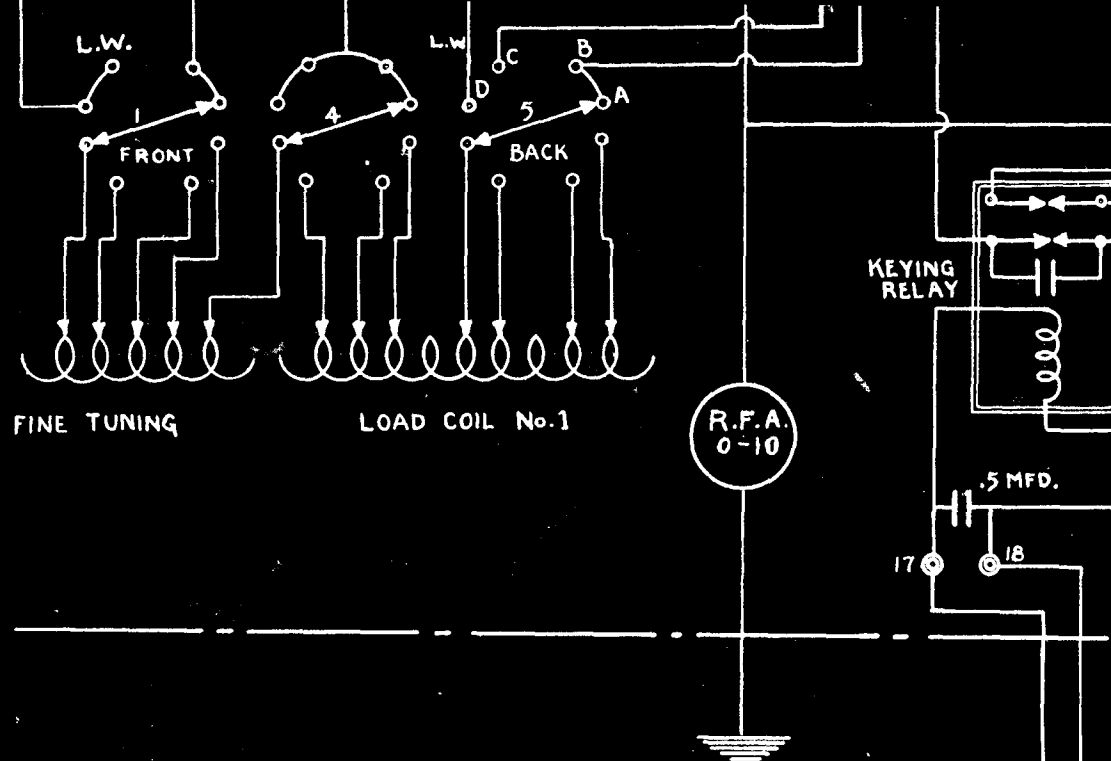 L.W.
L.W
C
B
D
A
1
4
5
FRONT
BACK
KEYING
RELAY
FINE TUNING
LOAD COIL No.1
R.F.A.
0-10
.5 MFD.
17
18